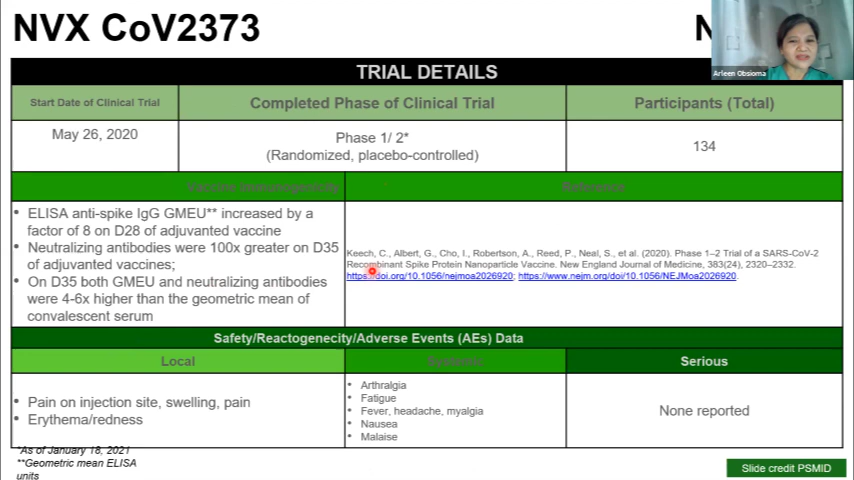 NVX CoV2373
N
Arleen Obsioma
TRIAL DETAILS
Start Date of Clinical Trial
Completed Phase of Clinical Trial
Participants (Total)
May 26, 2020
Phase 1/ 2*
(Randomized, placebo-controlled)
134
Vaccine Immunogenicity
Reference
• ELISA anti-spike IgG GMEU** increased by a
factor of 8 on D28 of adjuvanted vaccine
• Neutralizing antibodies were 100x greater on D35
of adjuvanted vaccines;
• On D35 both GMEU and neutralizing antibodies
were 4-6x higher than the geometric mean of
convalescent serum
Keech, C., Albert, G., Cho, I., Robertson, A., Reed, P., Neal, S., et al. (2020). Phase 1–2 Trial of a SARS-CoV-2
Recombinant Spike Protein Nanoparticle Vaccine. New England Journal of Medicine, 383(24), 2320–2332.
https://doi.org/10.1056/nejmoa2026920; https://www.nejm.org/doi/10.1056/NEJMoa2026920.
Safety/Reactogenecity/Adverse Events (AEs) Data
Local
Systemic
Serious
• Pain on injection site, swelling, pain
• Erythema/redness
• Arthralgia
• Fatigue
• Fever, headache, myalgia
• Nausea
• Malaise
None reported
*As of January 18, 2021
**Geometric mean ELISA
units
Slide credit PSMID